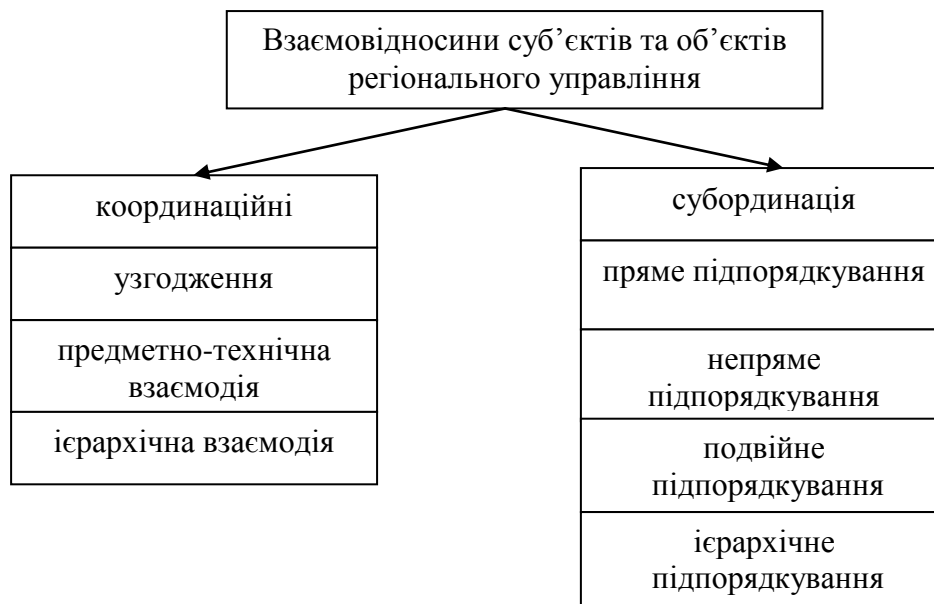 Взаємовідносини суб’єктів та об’єктів
регіонального управління
координаційні
узгодження
предметно-технічна
взаємодія
ієрархічна взаємодія
субординація
пряме підпорядкування
непряме
підпорядкування
подвійне
підпорядкування
ієрархічне
підпорядкування